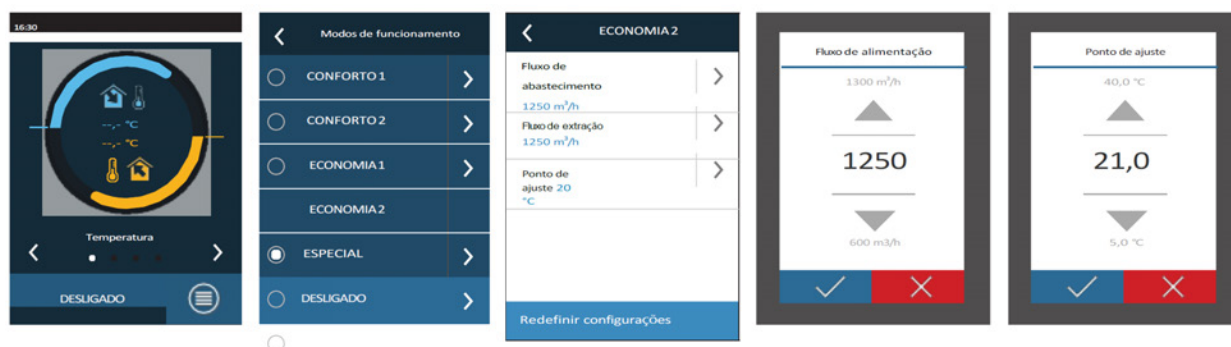 16:30
--,- °C
--,- °C
Temperatura
DESLIGADO
Modos de funcionamento
CONFORTO 1
CONFORTO 2
ECONOMIA 1
ECONOMIA 2
ESPECIAL
DESLIGADO
ECONOMIA 2
Fluxo de
abastecimento
1250 m³/h
Fluxo de extração
1250 m³/h
Ponto de
ajuste 20
°C
Redefinir configurações
Fluxo de alimentação
1300 m³/h
1250
600 m3/h
Ponto de ajuste
40,0 °C
21,0
5,0 °C